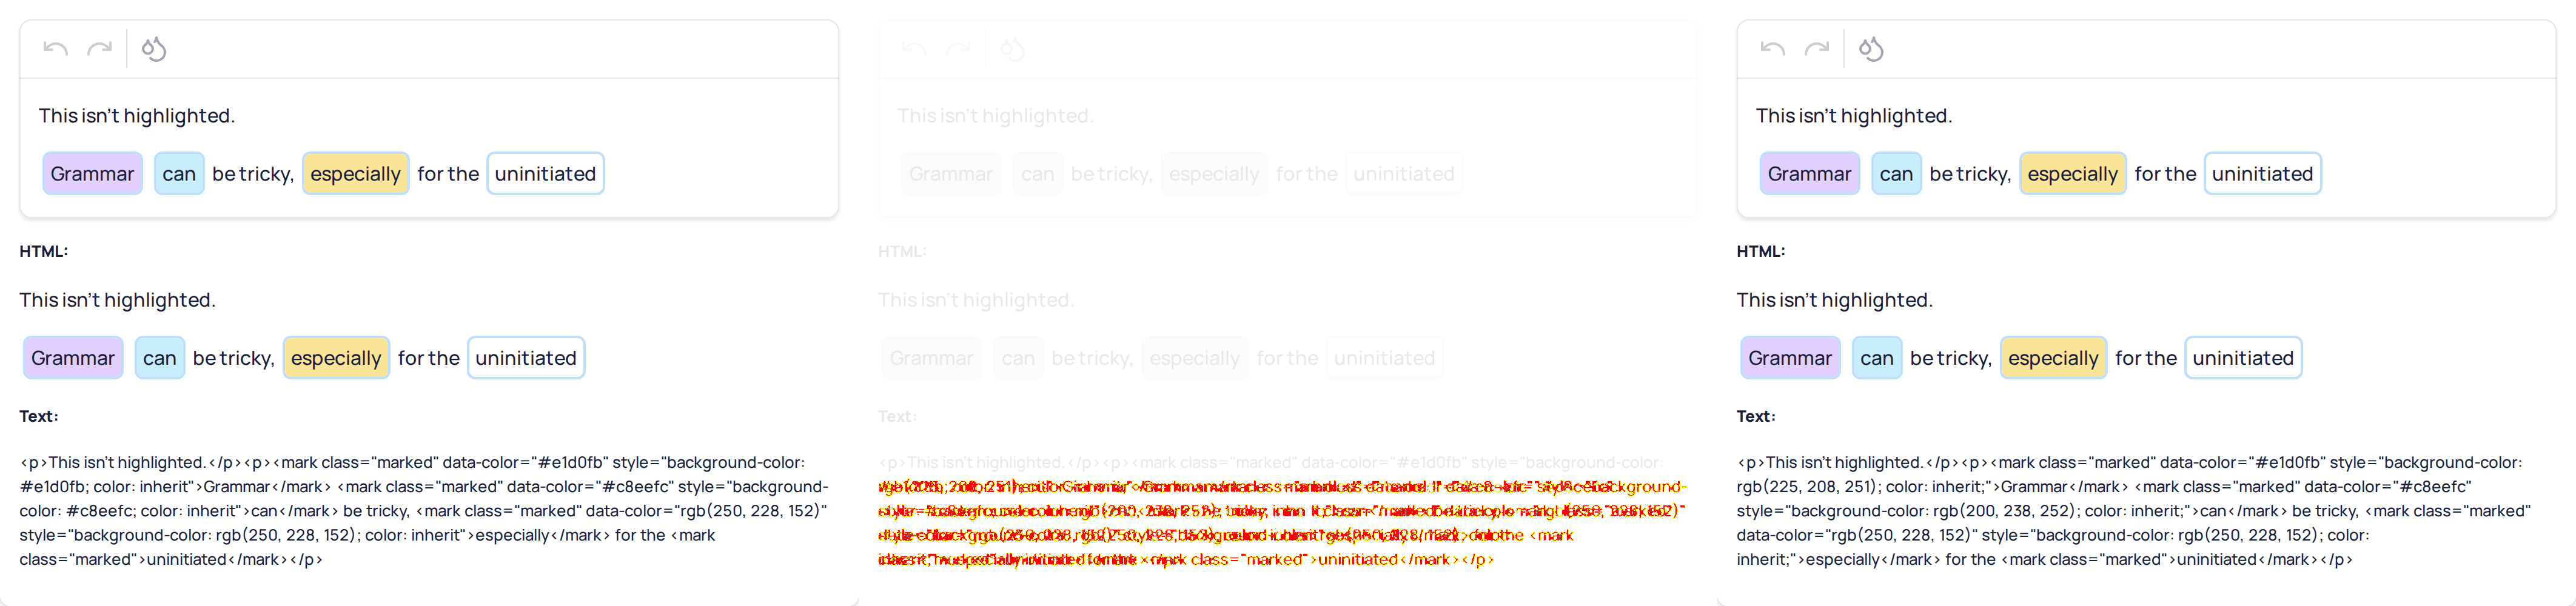 This isn't highlighted.
Grammar can be tricky, especially for the uninitiated
HTML:
This isn't highlighted.
Grammar can be tricky, especially for the uninitiated
Text:
<p>This isn't highlighted.</p><p><mark class="marked" data-color="#e1d0fb" style="background-color:
#e1d0fb; color: inherit">Grammar</mark> <mark class="marked" data-color="#c8eefc" style="background-
color: #c8eefc; color: inherit">can</mark> be tricky, <mark class="marked" data-color="rgb(250, 228, 152)"
style="background-color: rgb(250, 228, 152); color: inherit">especially</mark> for the <mark
class="marked">uninitiated</mark></p>
This isn't highlighted.
Grammar can be tricky, especially for the uninitiated
HTML:
This isn't highlighted.
Grammar can be tricky, especially for the uninitiated
Text:
<p>This isn't highlighted.</p><p><mark class="marked" data-color="#e1d0fb" style="background-color:
class="marked">uninitiated</mark></p>
This isn't highlighted.
Grammar can be tricky, especially for the uninitiated
HTML:
This isn't highlighted.
Grammar can be tricky, especially for the uninitiated
Text:
<p>This isn't highlighted.</p><p><mark class="marked" data-color="#e1d0fb" style="background-color:
rgb(225, 208, 251); color: inherit;">Grammar</mark> <mark class="marked" data-color="#c8eefc"
style="background-color: rgb(200, 238, 252); color: inherit;">can</mark> be tricky, <mark class="marked"
data-color="rgb(250, 228, 152)" style="background-color: rgb(250, 228, 152); color:
inherit;">especially</mark> for the <mark class="marked">uninitiated</mark></p>